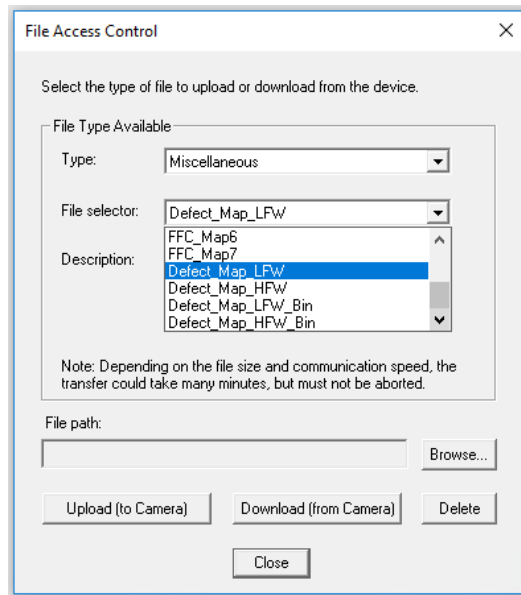 File Access Control
Select the type of file to upload or download from the device.
File Type Available
Type: Miscellaneous
File selector: Defect_Map_LFW
FFC_Map6
FFC_Map7
Description: Defect_Map_LFW
Defect_Map_HFW
Defect_Map_LFW_Bin
Defect_Map_HFW_Bin
Note: Depending on the file size and communication speed, the
transfer could take many minutes, but must not be aborted.
File path:
Browse...
Upload (to Camera) Download (from Camera) Delete
Close